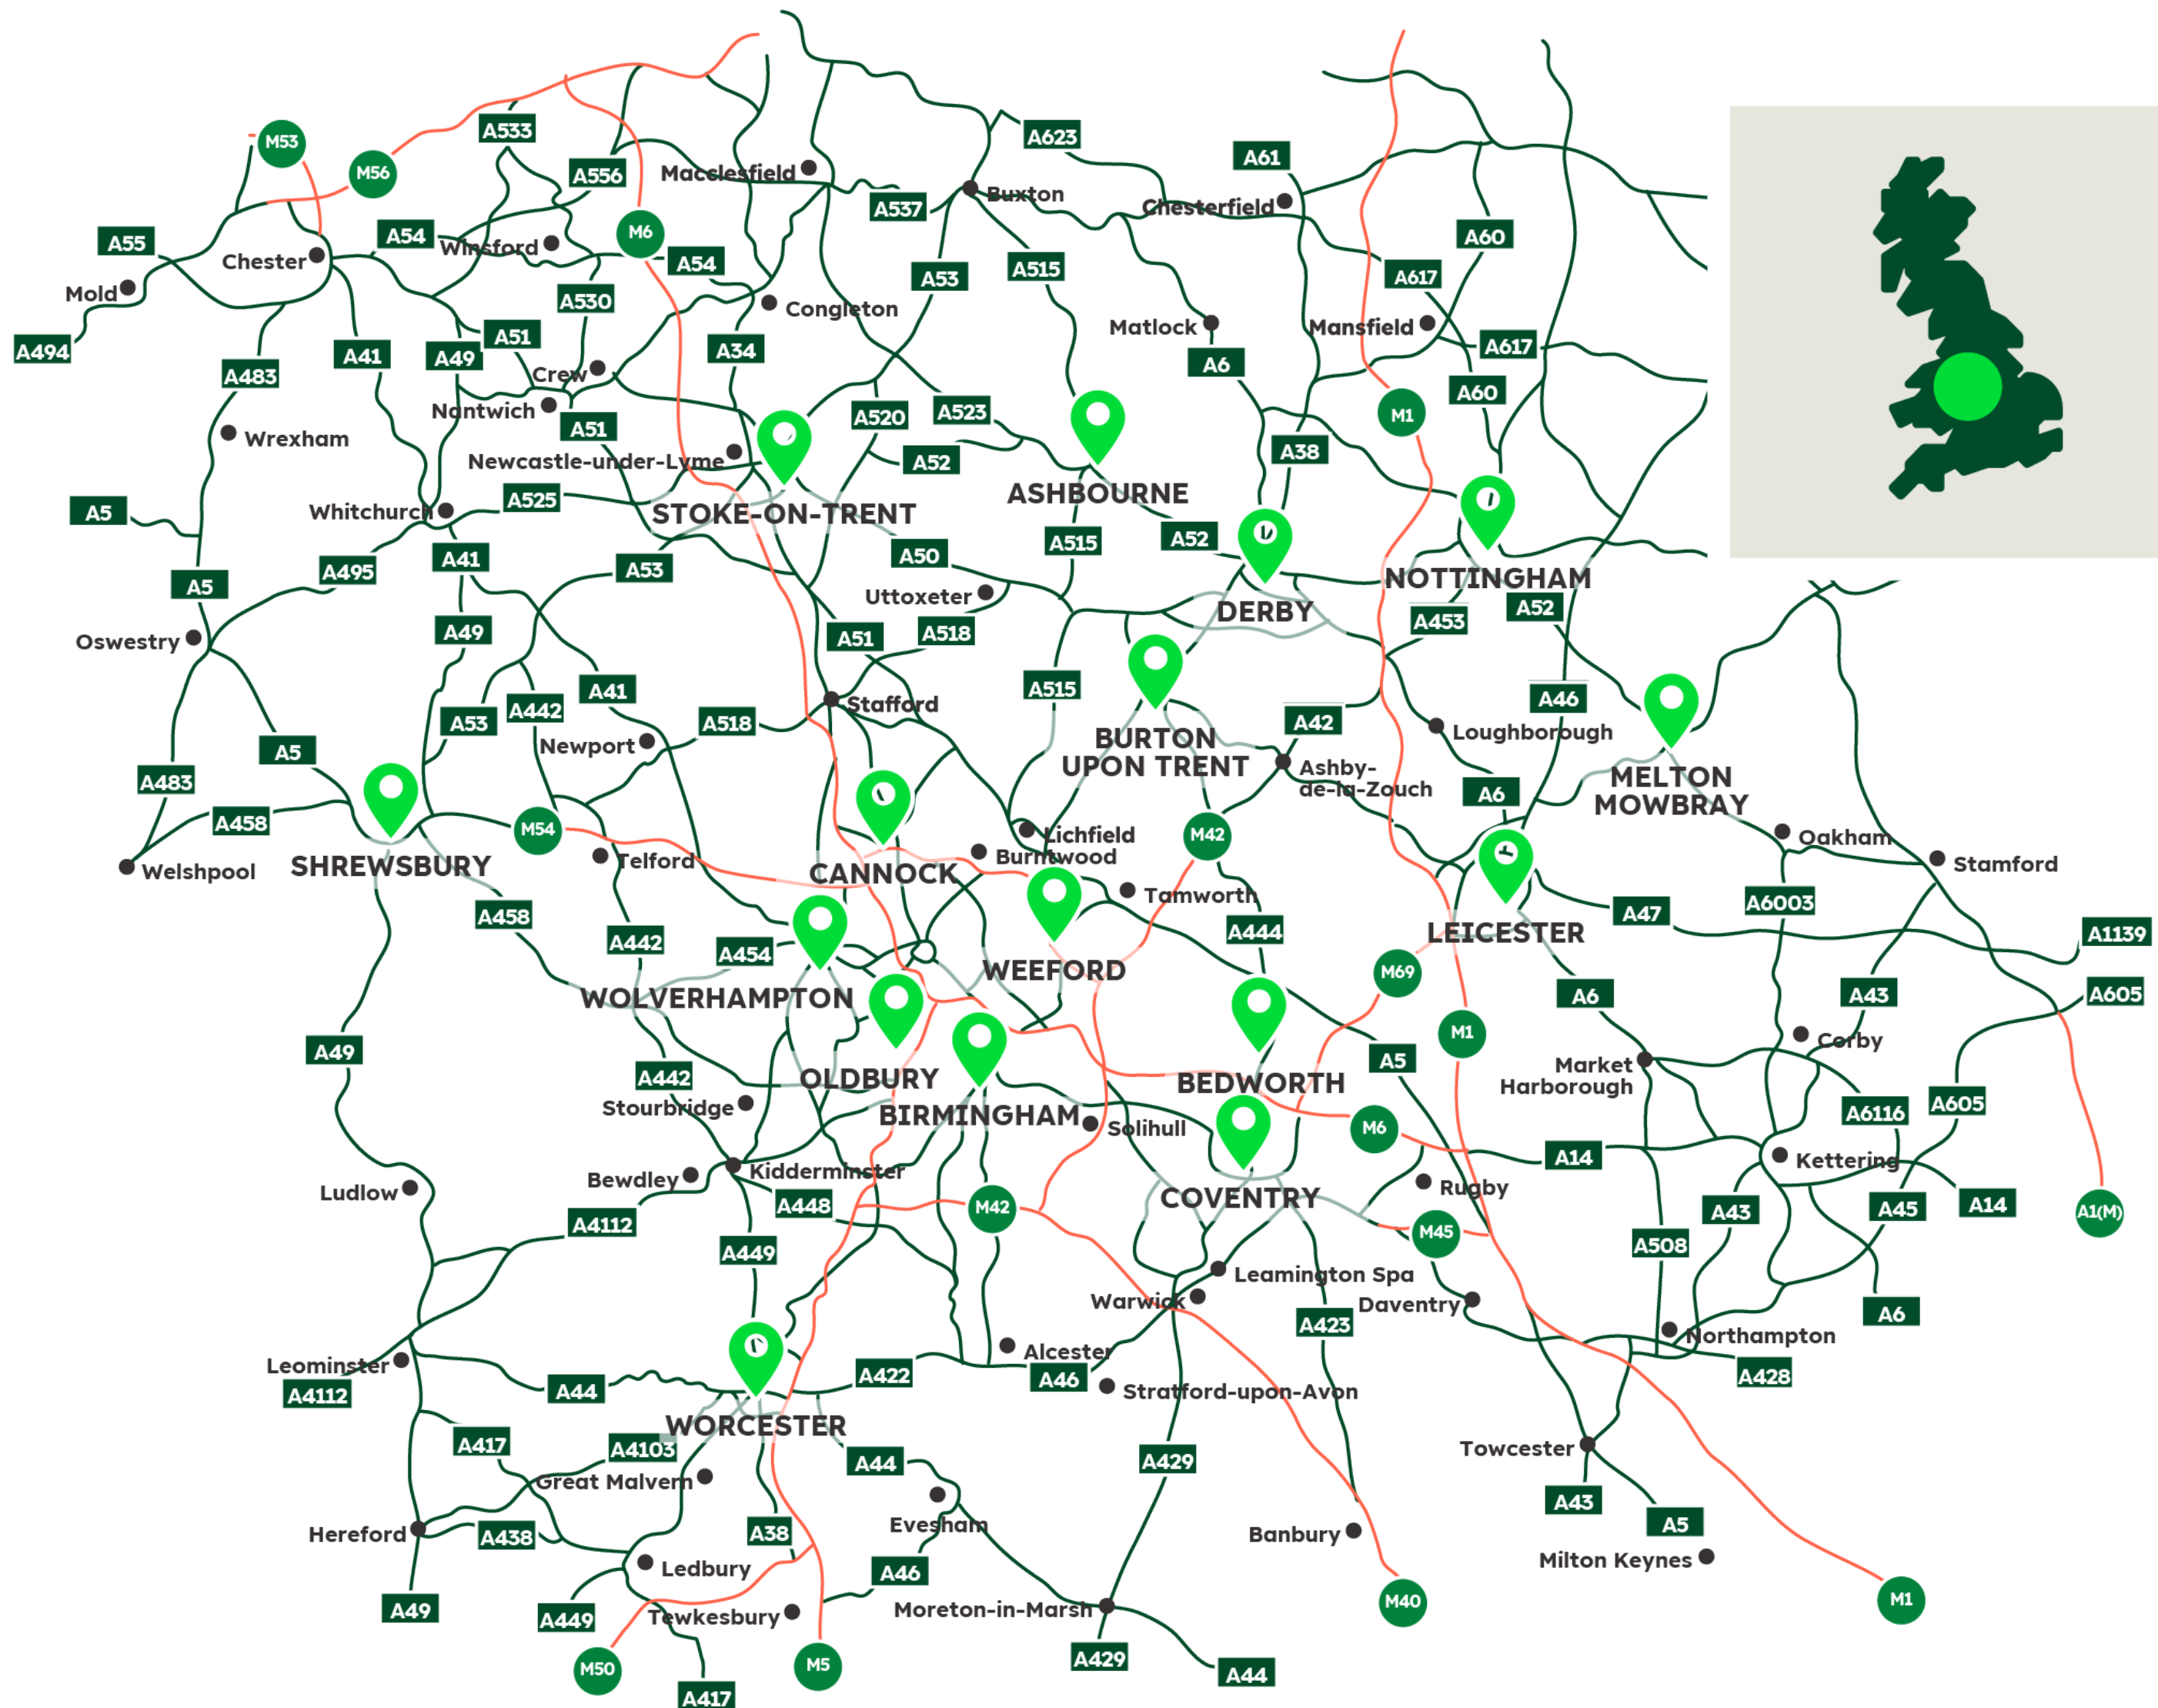 A533
M53
A623
M56
A61
A556
Macclesfield
Buxton
A537
Chesterfield
A55
A54
Winsford
M6
A60
Chester
A54
A53
A515
A617
Mold
A530
Congleton
A51
Matlock
Mansfield
A494
A41
A49
A34
A617
A483
Crew
A6
A60
Nantwich
A520
A523
M1
A51
Wrexham
A38
Newcastle-under-Lyme
A52
A5
A525
Whitchurch
STOKE-ON-TRENT
ASHBOURNE
A515
A52
A41
A50
A495
A53
NOTTINGHAM
A5
Uttoxeter
DERBY
A52
A453
A49
A51
A518
Oswestry
A515
A41
A46
A53
A442
A518
Stafford
A42
Loughborough
Newport
BURTON
UPON TRENT
A5
Ashby-
de-la-Zouch
MELTON
MOWBRAY
A483
A6
A458
M54
Lichfield
M42
Oakham
SHREWSBURY
Telford
CANNOCK
Burntwood
Stamford
Welshpool
Tamworth
A6003
A458
A47
A442
A454
A444
LEICESTER
A1139
WEEFORD
M69
WOLVERHAMPTON
A6
A43
A605
A49
M1
Corby
A5
Market
Harborough
A442
OLDBURY
BEDWORTH
Stourbridge
BIRMINGHAM
A6116
A605
Solihull
M6
A14
Kettering
Kidderminster
Bewdley
Ludlow
Rugby
COVENTRY
A448
M42
A43
A45
A14
A1(M)
A4112
M45
A449
A508
Leamington Spa
Warwick
Daventry
A423
A6
Northampton
Leominster
Alcester
A4112
A44
A422
A46
A428
Stratford-upon-Avon
WORCESTER
A417
A4103
Towcester
A44
A429
Great Malvern
A43
Evesham
Hereford
A438
A38
Banbury
A5
Milton Keynes
Ledbury
A46
A49
A449
Tewkesbury
Moreton-in-Marsh
M40
M1
M50
M5
A429
A44
A417